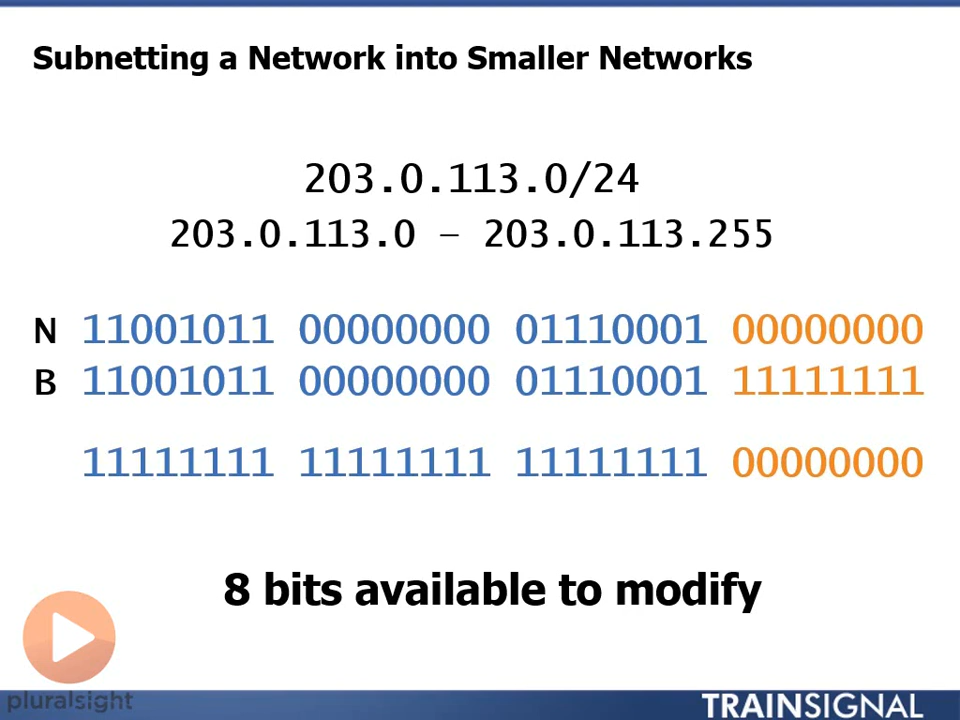 Subnetting a Network into Smaller Networks
203.0.113.0/24
203.0.113.0 – 203.0.113.255
N 11001011 00000000 01110001 00000000
B 11001011 00000000 01110001 11111111
11111111 11111111 11111111 00000000
8 bits available to modify
pluralsight
TRAINSIGNAL